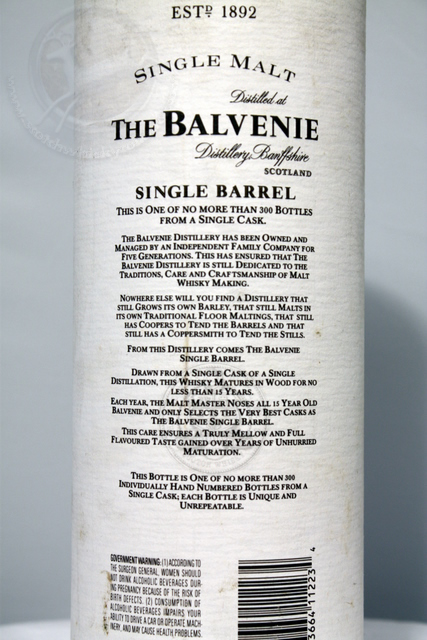 ESTD 1892
SINGLE MALT
Distilled at
THE BALVENIE
Distillery, Banffshire
SCOTLAND
SINGLE BARREL
THIS IS ONE OF NO MORE THAN 300 BOTTLES
FROM A SINGLE CASK.
THE BALVENIE DISTILLERY HAS BEEN OWNED AND
MANAGED BY AN INDEPENDENT FAMILY COMPANY FOR
FIVE GENERATIONS. THIS HAS ENSURED THAT THE
BALVENIE DISTILLERY IS STILL DEDICATED TO THE
TRADITIONS, CARE AND CRAFTSMANSHIP OF MALT
WHISKY MAKING.
NOWHERE ELSE WILL YOU FIND A DISTILLERY THAT
STILL GROWS ITS OWN BARLEY, THAT STILL MALTS IN
ITS OWN TRADITIONAL FLOOR MALTINGS, THAT STILL
HAS COOPERS TO TEND THE BARRELS AND THAT
STILL HAS A COPPERSMITH TO TEND THE STILLS.
FROM THIS DISTILLERY COMES THE BALVENIE
SINGLE BARREL.
DRAWN FROM A SINGLE CASK OF A SINGLE
DISTILLATION, THIS WHISKY MATURES IN WOOD FOR NO
LESS THAN 15 YEARS.
EACH YEAR, THE MALT MASTER NOSES ALL 15 YEAR OLD
BALVENIE AND ONLY SELECTS THE VERY BEST CASKS AS
THE BALVENIE SINGLE BARREL.
THIS CARE ENSURES A TRULY MELLOW AND FULL
FLAVOURED TASTE GAINED OVER YEARS OF UNHURRIED
MATURATION.
THIS BOTTLE IS ONE OF NO MORE THAN 300
INDIVIDUALLY HAND NUMBERED BOTTLES FROM A
SINGLE CASK; EACH BOTTLE IS UNIQUE AND
UNREPEATABLE.
GOVERNMENT WARNING: (1) ACCORDING TO
THE SURGEON GENERAL, WOMEN SHOULD
NOT DRINK ALCOHOLIC BEVERAGES DUR-
ING PREGNANCY BECAUSE OF THE RISK OF
BIRTH DEFECTS. (2) CONSUMPTION OF
ALCOHOLIC BEVERAGES IMPAIRS YOUR
ABILITY TO DRIVE A CAR OR OPERATE MACH-
INERY, AND MAY CAUSE HEALTH PROBLEMS.
3664 11223 4